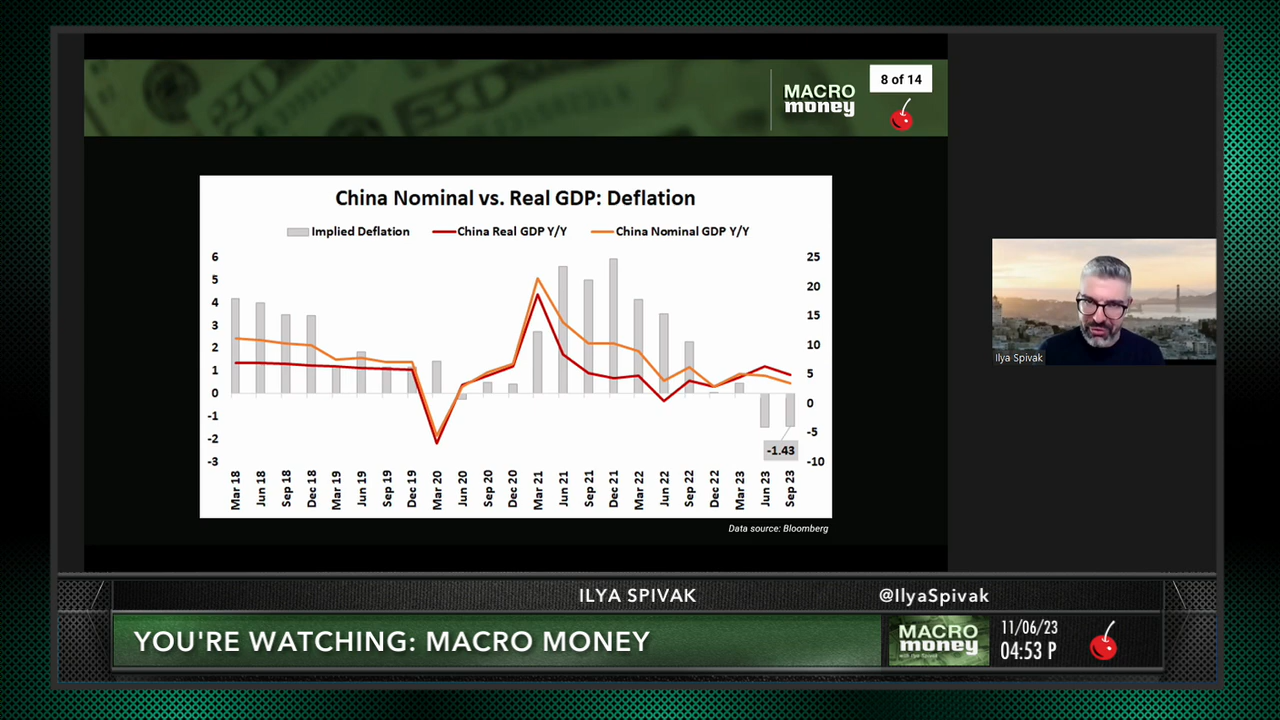 MACRO
money
8 of 14
China Nominal vs. Real GDP: Deflation
Implied Deflation
China Real GDP Y/Y
China Nominal GDP Y/Y
6
5
4
3
2
1
0
-1
-2
-3
25
20
15
10
5
0
-5
-10
-1.43
Mar 18
Jun 18
Sep 18
Dec 18
Mar 19
Jun 19
Sep 19
Dec 19
Mar 20
Jun 20
Sep 20
Dec 20
Mar 21
Jun 21
Sep 21
Dec 21
Mar 22
Jun 22
Sep 22
Dec 22
Mar 23
Jun 23
Sep 23
Data source: Bloomberg
Ilya Spivak
ILYA SPIVAK
@IlyaSpivak
YOU'RE WATCHING: MACRO MONEY
MACRO
money
with Ilya Spivak
11/06/23
04:53 P